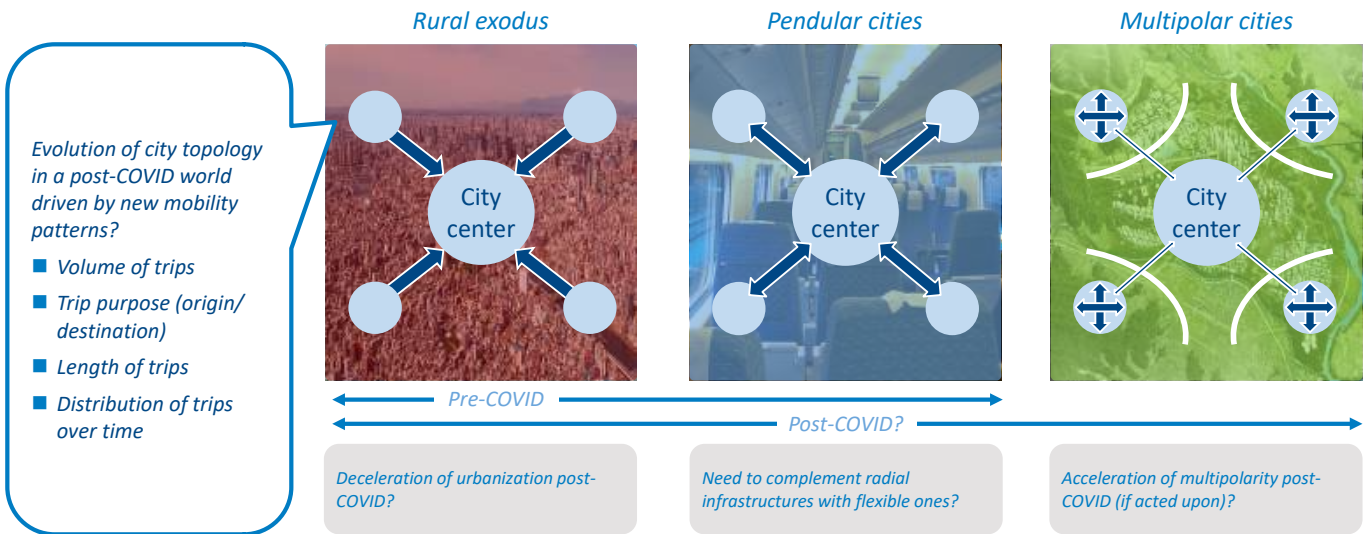 Rural exodus
Pendular cities
Multipolar cities
Evolution of city topology
in a post-COVID world
driven by new mobility
patterns?
Volume of trips
Trip purpose (origin/
destination)
Length of trips
Distribution of trips
over time
City
center
City
center
City
center
Pre-COVID
Post-COVID?
Deceleration of urbanization post-
COVID?
Need to complement radial
infrastructures with flexible ones?
Acceleration of multipolarity post-
COVID (if acted upon)?